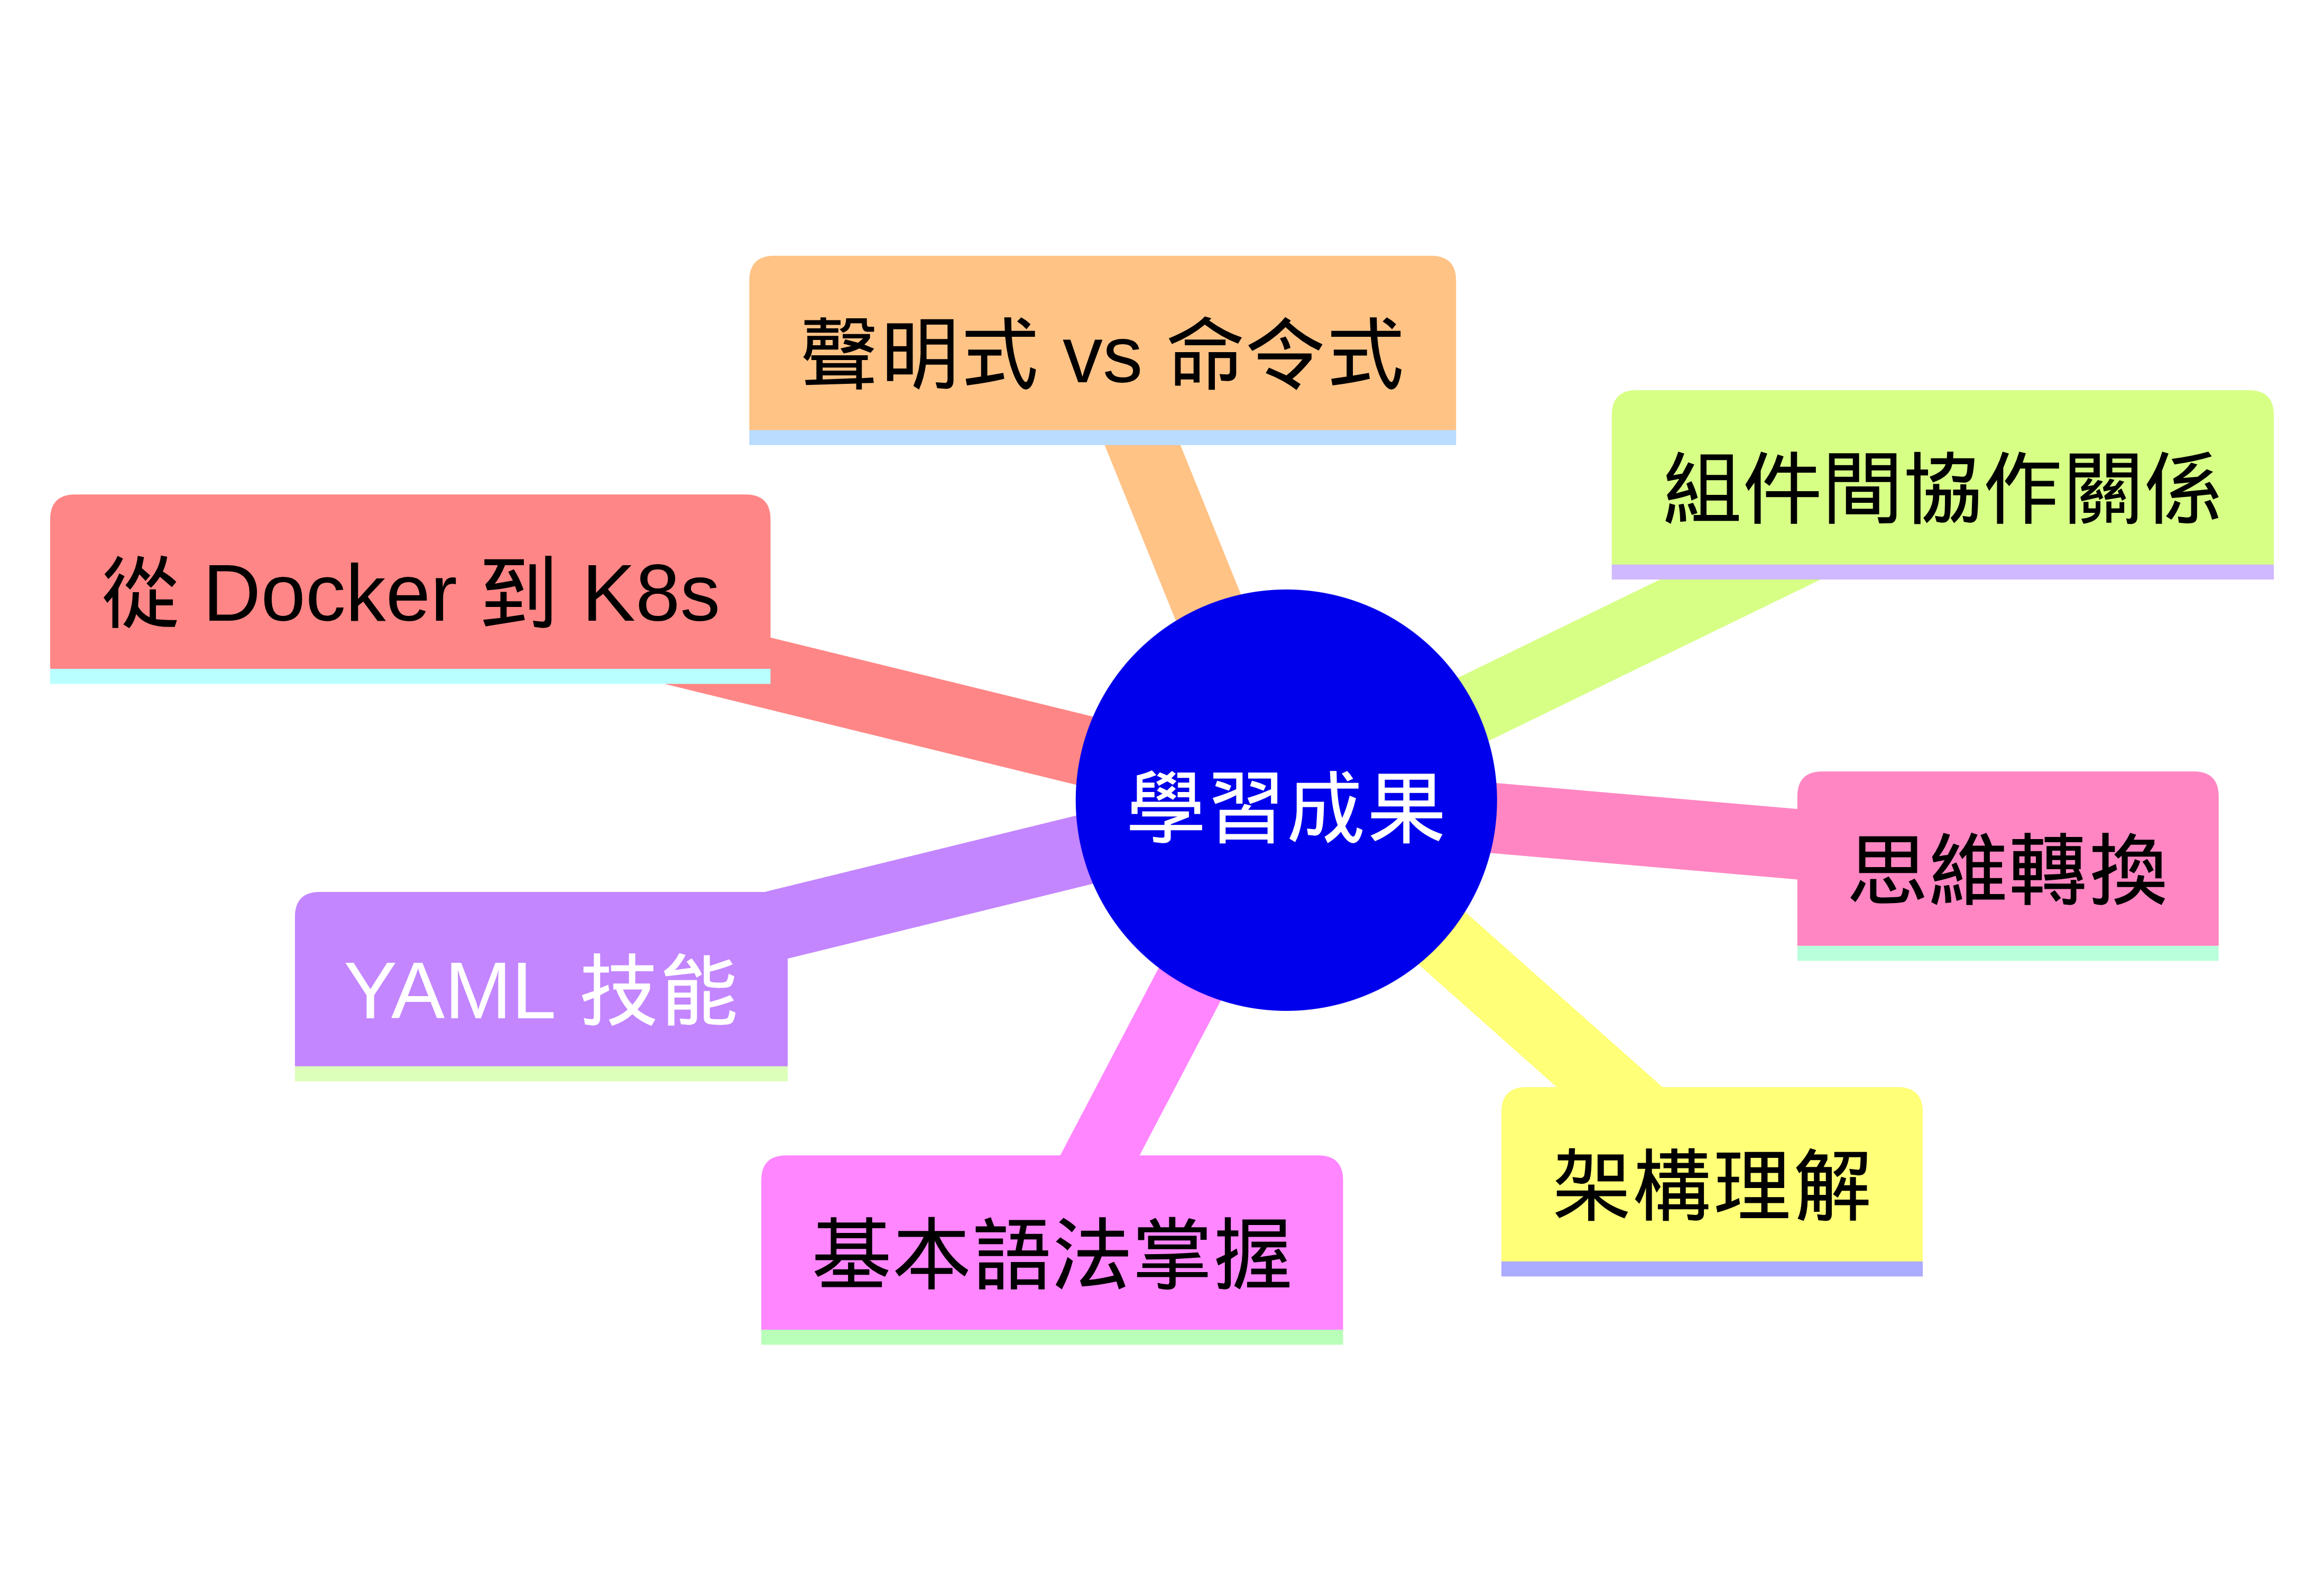 聲明式 vs 命令式
組件間協作關係
從 Docker 到 K8s
學習成果
思維轉換
YAML 技能
架構理解
基本語法掌握